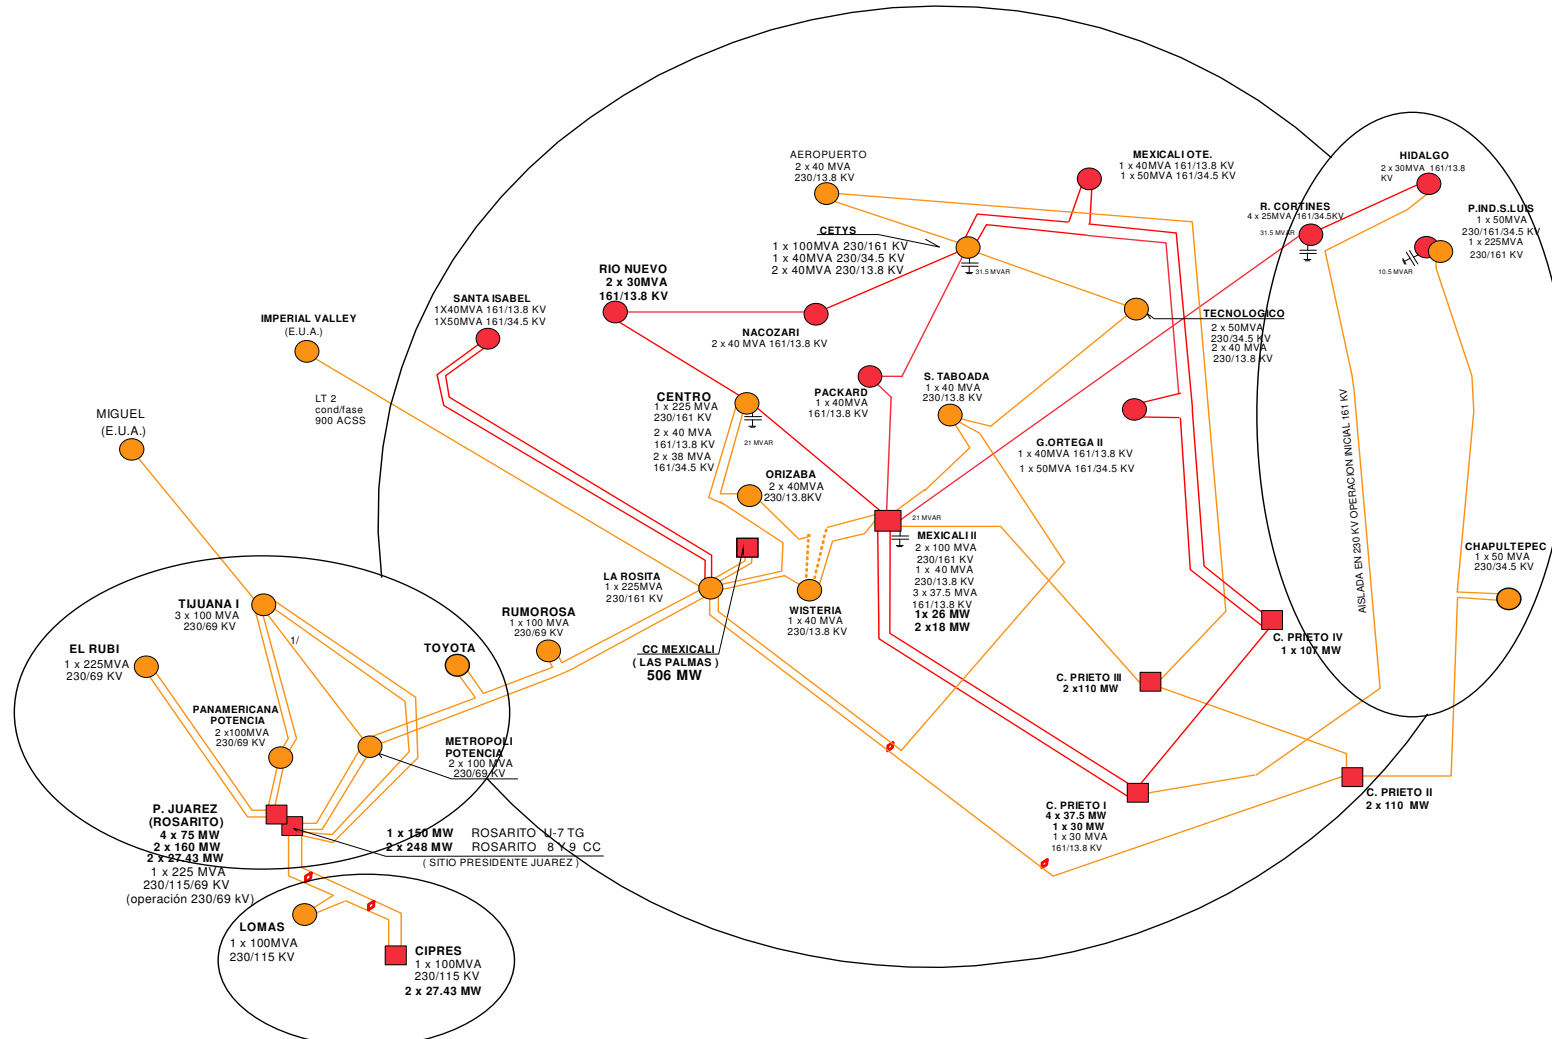 AEROPUERTO
2 x 40 MVA
230/13.8 KV
MEXICALI OTE.
1 x 40MVA 161/13.8 KV
1 x 50MVA 161/34.5 KV
HIDALGO
2 x 30MVA 161/13.8
KV
R. CORTINES
4 x 25MVA 161/34.5KV
31.5 MVAR
P.IND.S.LUIS
1 x 50MVA
230/161/34.5 KV
1 x 225MVA
230/161 KV
10.5 MVAR
CETYS
1 x 100MVA 230/161 KV
1 x 40MVA 230/34.5 KV
2 x 40MVA 230/13.8 KV
31.5 MVAR
RIO NUEVO
2 x 30MVA
161/13.8 KV
SANTA ISABEL
1X40MVA 161/13.8 KV
1X50MVA 161/34.5 KV
IMPERIAL VALLEY
(E.U.A.)
NACOZARI
2 x 40 MVA 161/13.8 KV
TECNOLOGICO
2 x 50MVA
230/34.5 KV
2 x 40 MVA
230/13.8 KV
LT 2
cond/fase
900 ACSS
MIGUEL
(E.U.A.)
CENTRO
1 x 225 MVA
230/161 KV
2 x 40 MVA
161/13.8 KV
2 x 38 MVA
161/34.5 KV
21 MVAR
PACKARD
1 x 40MVA
161/13.8 KV
S. TABOADA
1 x 40 MVA
230/13.8 KV
G.ORTEGA II
1 x 40MVA 161/13.8 KV
1 x 50MVA 161/34.5 KV
AISLADA EN 230 KV OPERACION INICIAL 161 KV
ORIZABA
2 x 40MVA
230/13.8KV
21 MVAR
MEXICALI II
2 x 100 MVA
230/161 KV
1 x 40 MVA
230/13.8 KV
3 x 37.5 MVA
161/13.8 KV
1x 26 MW
2 x18 MW
CHAPULTEPEC
1 x 50 MVA
230/34.5 KV
LA ROSITA
1 x 225MVA
230/161 KV
WISTERIA
1 x 40 MVA
230/13.8 KV
TIJUANA I
3 x 100 MVA
230/69 KV
1/
RUMOROSA
1 x 100 MVA
230/69 KV
TOYOTA
EL RUBI
1 x 225MVA
230/69 KV
CC MEXICALI
( LAS PALMAS )
506 MW
C. PRIETO IV
1 x 107 MW
C. PRIETO III
2 x110 MW
PANAMERICANA
POTENCIA
2 x100MVA
230/69 KV
METROPOLI
POTENCIA
2 x 100 MVA
230/69 KV
P. JUAREZ
(ROSARITO)
4 x 75 MW
2 x 160 MW
2 x 27.43 MW
1 x 225 MVA
230/115/69 KV
(operación 230/69 kV)
1 x 150 MW ROSARITO U-7 TG
2 x 248 MW ROSARITO 8 Y 9 CC
( SITIO PRESIDENTE JUAREZ )
C. PRIETO I
4 x 37.5 MW
1 x 30 MW
1 x 30 MVA
161/13.8 KV
C. PRIETO II
2 x 110 MW
LOMAS
1 x 100MVA
230/115 KV
CIPRES
1 x 100MVA
230/115 KV
2 x 27.43 MW